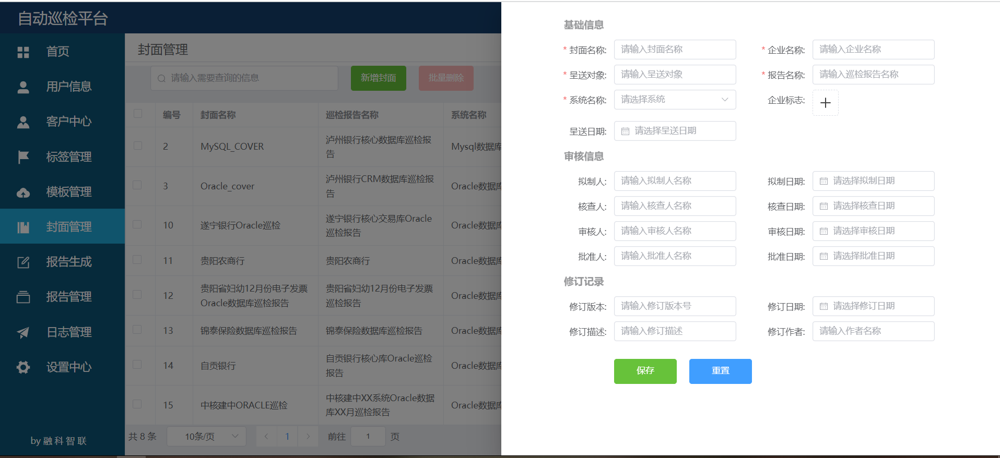 自动巡检平台
首页
用户信息
客户中心
标签管理
模板管理
封面管理
报告生成
报告管理
日志管理
设置中心
by 融 科 智 联
封面管理
请输入需要查询的信息
新增封面
批量删除
编号
封面名称
巡检报告名称
系统名称
2
MySQL_COVER
泸州银行核心数据库巡检报
告
Mysql数据库
3
Oracle_cover
泸州银行CRM数据库巡检报
告
Oracle数据库
10
遂宁银行Oracle巡检
遂宁银行核心交易库Oracle
巡检报告
Oracle数据库
11
贵阳农商行
贵阳农商行
Oracle数据库
12
贵阳省妇幼12月份电子发票
Oracle数据库巡检报告
贵阳省妇幼12月份电子发票
巡检报告
Oracle数据库
13
锦泰保险数据库巡检报告
锦泰保险数据库巡检报告
Oracle数据库
14
自贡银行
自贡银行核心库Oracle巡检
报告
Oracle数据库
15
中核建中ORACLE巡检
中核建中XX系统Oracle数据
库XX月巡检报告
Oracle数据库
共 8 条
10条/页
1
前往
1
页
基础信息
* 封面名称:
请输入封面名称
* 企业名称:
请输入企业名称
* 呈送对象:
请输入呈送对象
* 报告名称:
请输入巡检报告名称
* 系统名称:
请选择系统
企业标志:
呈送日期:
请选择呈送日期
审核信息
拟制人:
请输入拟制人名称
拟制日期:
请选择拟制日期
核查人:
请输入核查人名称
核查日期:
请选择核查日期
审核人:
请输入审核人名称
审核日期:
请选择审核日期
批准人:
请输入批准人名称
批准日期:
请选择批准日期
修订记录
修订版本:
请输入修订版本号
修订日期:
请选择修订日期
修订描述:
请输入修订描述
修订作者:
请输入作者名称
保存
重置